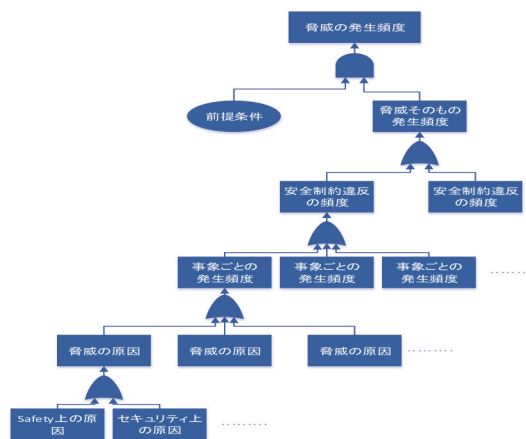 脅威の発生頻度
前提条件
脅威そのもの
発生頻度
安全制約違反
の頻度
安全制約違反
の頻度
事象ごとの
発生頻度
事象ごとの
発生頻度
事象ごとの
発生頻度
脅威の原因
脅威の原因
脅威の原因
Safety上の原
因
セキュリティ上
の原因